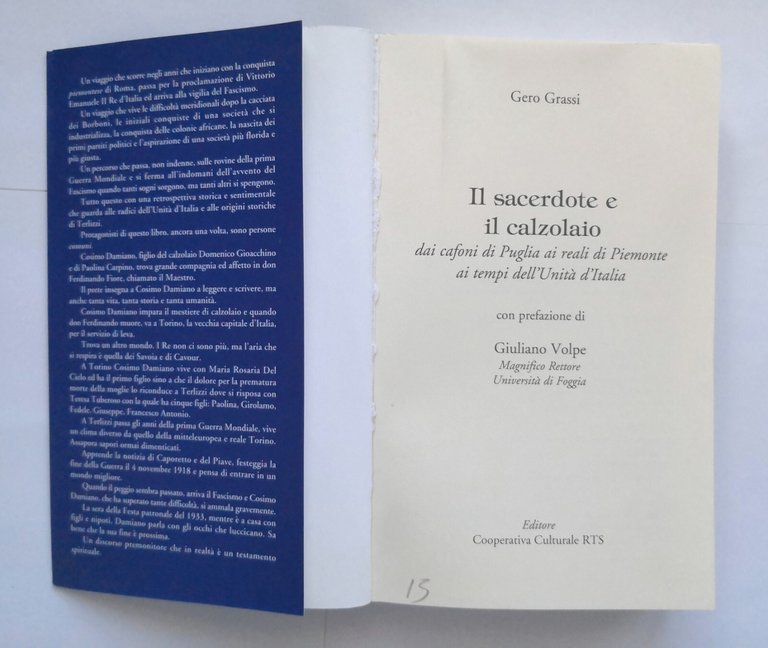 Un viaggio che scorre negli anni che iniziano con la conquista
piemontese di Roma, passa per la proclamazione di Vittorio
Emanuele II Re d'Italia ed arriva alla vigilia del Fascismo.
Un viaggio che vive le difficoltà meridionali dopo la cacciata
dei Borboni, le iniziali conquiste di una società che si
industrializza, la conquista delle colonie africane, la nascita dei
primi partiti politici e l'aspirazione di una società più florida e
più giusta.
Un percorso che passa, non indenne, sulle rovine della prima
Guerra Mondiale e si ferma all'indomani dell'avvento del
Fascismo quando tanti sogni sorgono, ma tanti altri si spengono.
Tutto questo con una retrospettiva storica e sentimentale
che guarda alle radici dell'Unità d'Italia e alle origini storiche
di Terlizzi.
Protagonisti di questo libro, ancora una volta, sono persone
comuni.
Cosimo Damiano, figlio del calzolaio Domenico Gioacchino
e di Paolina Carpino, trova grande compagnia ed affetto in don
Ferdinando Fiore, chiamato il Maestro.
Il prete insegna a Cosimo Damiano a leggere e scrivere, ma
anche tanta vita, tanta storia e tanta umanità.
Cosimo Damiano impara il mestiere di calzolaio e quando
don Ferdinando muore, va a Torino, la vecchia capitale d'Italia,
per il servizio di leva.
Trova un altro mondo. I Re non ci sono più, ma l'aria che
si respira è quella dei Savoia e di Cavour.
A Torino Cosimo Damiano vive con Maria Rosaria Del
Cielo ed ha il primo figlio sino a che il dolore per la prematura
morte della moglie lo riconduce a Terlizzi dove si risposa con
Teresa Tuberoso con la quale ha cinque figli: Paolina, Girolamo,
Fedele, Giuseppe, Francesco Antonio.
A Terlizzi passa gli anni della prima Guerra Mondiale, vive
un clima diverso da quello della mitteleuropea e reale Torino.
Assapora sapori ormai dimenticati.
Apprende la notizia di Caporetto e del Piave, festeggia la
fine della Guerra il 4 novembre 1918 e pensa di entrare in un
mondo migliore.
Quando il peggio sembra passato, arriva il Fascismo e Cosimo
Damiano, che ha superato tante difficoltà, si ammala gravemente.
La sera della Festa patronale del 1933, mentre è a casa con
figli e nipoti, Damiano parla con gli occhi che luccicano. Sa
bene che la sua fine è prossima.
Un discorso premonitore che in realtà è un testamento
spirituale.
Gero Grassi
Il sacerdote e
il calzolaio
dai cafoni di Puglia ai reali di Piemonte
ai tempi dell'Unità d'Italia
con prefazione di
Giuliano Volpe
Magnifico Rettore
Università di Foggia
Editore
Cooperativa Culturale RTS
13